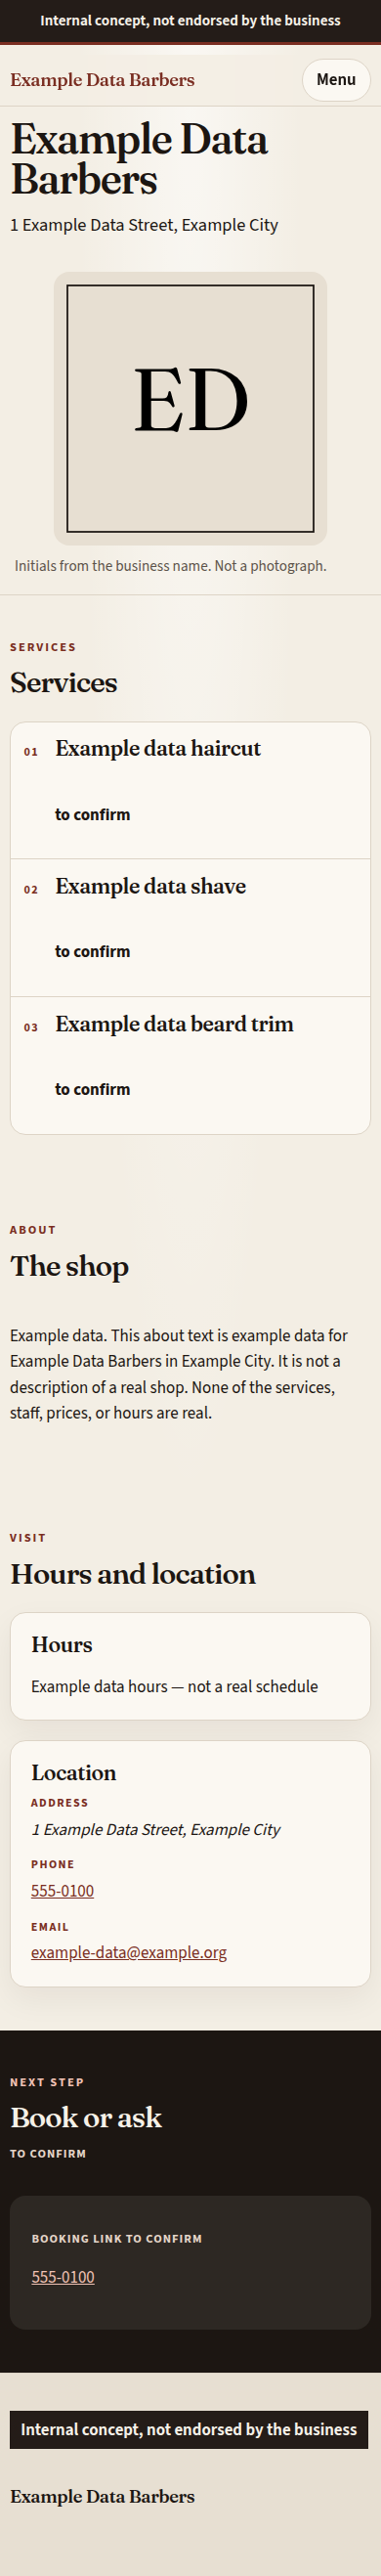 Internal concept, not endorsed by the business
Example Data Barbers
Menu
Example Data
Barbers
1 Example Data Street, Example City
ED
Initials from the business name. Not a photograph.
SERVICES
Services
01 Example data haircut
to confirm
02 Example data shave
to confirm
03 Example data beard trim
to confirm
ABOUT
The shop
Example data. This about text is example data for
Example Data Barbers in Example City. It is not a
description of a real shop. None of the services,
staff, prices, or hours are real.
VISIT
Hours and location
Hours
Example data hours — not a real schedule
Location
ADDRESS
1 Example Data Street, Example City
PHONE
555-0100
EMAIL
example-data@example.org
NEXT STEP
Book or ask
TO CONFIRM
BOOKING LINK TO CONFIRM
555-0100
Internal concept, not endorsed by the business
Example Data Barbers